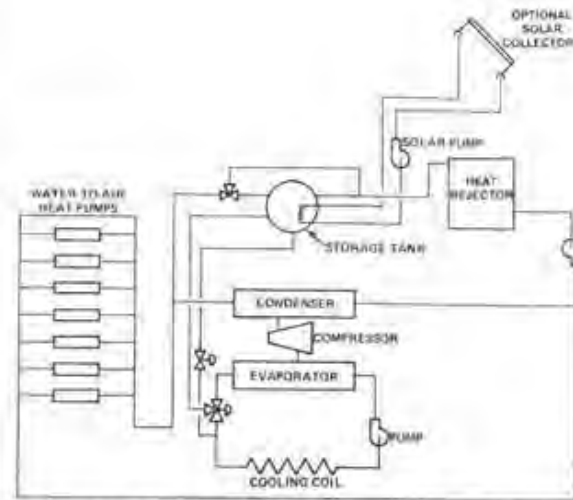 OPTIONAL
SOLAR
COLLECTOR
SOLAR PUMP
HEAT
REJECTOR
WATER-TO-AIR
HEAT PUMPS
STORAGE TANK
CONDENSER
COMPRESSOR
EVAPORATOR
PUMP
COOLING COIL